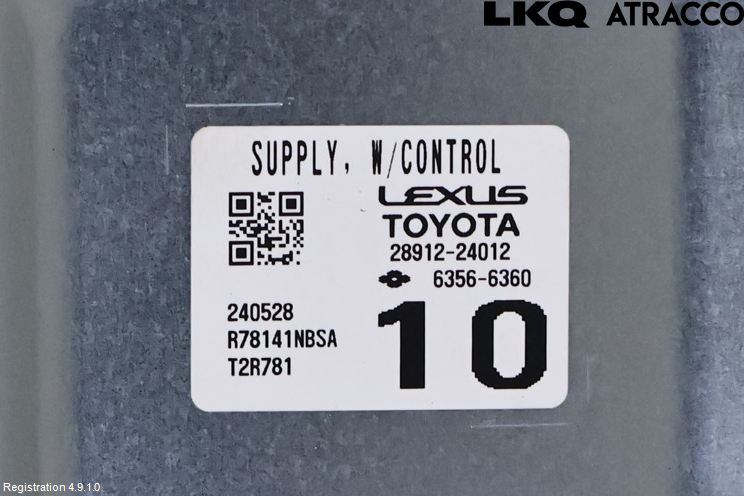 LKQ ATRACCO
SUPPLY, W/CONTROL
LEXUS
TOYOTA
28912-24012
6356-6360
240528
R78141NBSA
T2R781
10
Registration 4.9.1.0